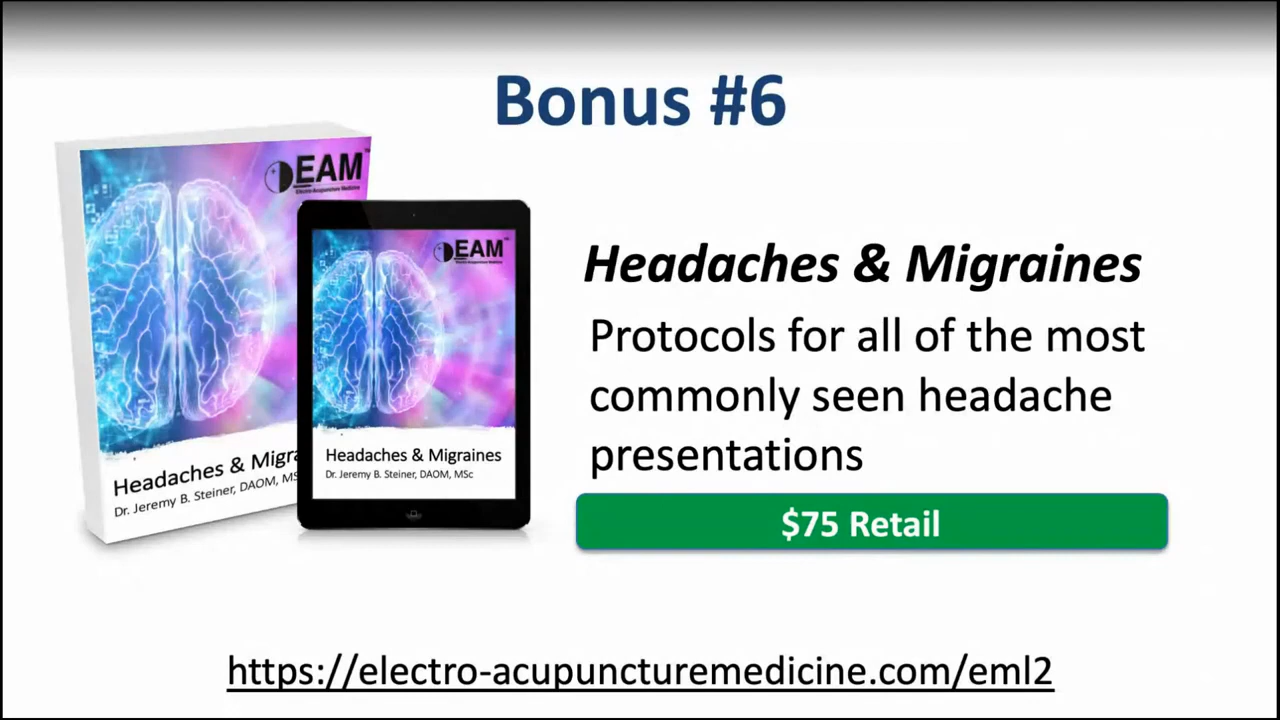 Bonus #6
EAM™
Electro-Acupuncture Medicine
Headaches & Migra
Dr. Jeremy B. Steiner, DAOM, MS
EAM™
Electro-Acupuncture Medicine
Headaches & Migraines
Dr. Jeremy B. Steiner, DAOM, MSc
Headaches & Migraines
Protocols for all of the most
commonly seen headache
presentations
$75 Retail
https://electro-acupuncturemedicine.com/eml2